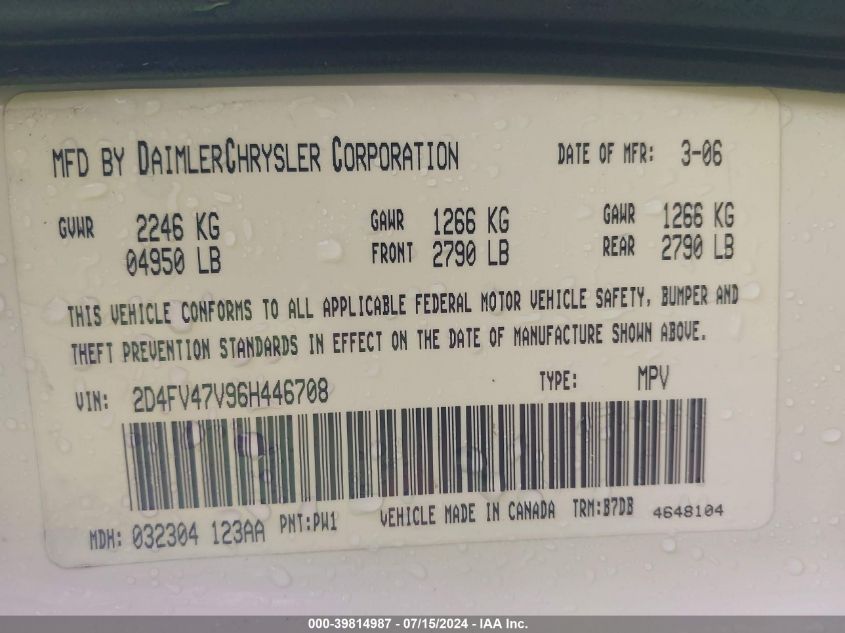 MFD BY DAIMLERCHRYSLER CORPORATION DATE OF MFR: 3-06
GVWR 2246 KG GAWR 1266 KG GAWR 1266 KG
04950 LB FRONT 2790 LB REAR 2790 LB
THIS VEHICLE CONFORMS TO ALL APPLICABLE FEDERAL MOTOR VEHICLE SAFETY, BUMPER AND
THEFT PREVENTION STANDARDS IN EFFECT ON THE DATE OF MANUFACTURE SHOWN ABOVE.
VIN: 2D4FV47V96H446708 TYPE: MPV
MDH: 032304 123AA PNT:PW1 VEHICLE MADE IN CANADA TRM:B7DB 4648104
000-39814987 - 07/15/2024 - IAA Inc.